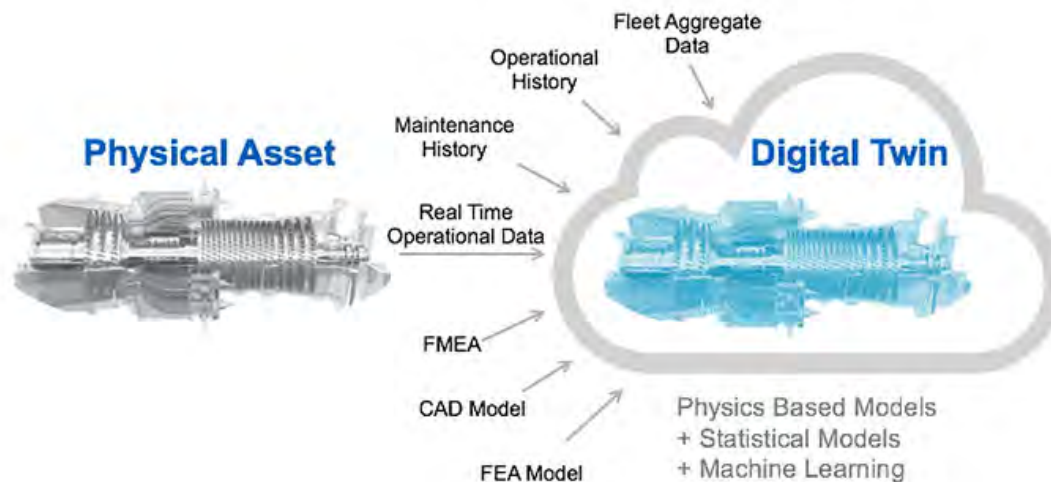 Fleet Aggregate
Data
Operational
History
Maintenance
History
Physical Asset
Digital Twin
Real Time
Operational Data
FMEA
CAD Model
FEA Model
Physics Based Models
+ Statistical Models
+ Machine Learning